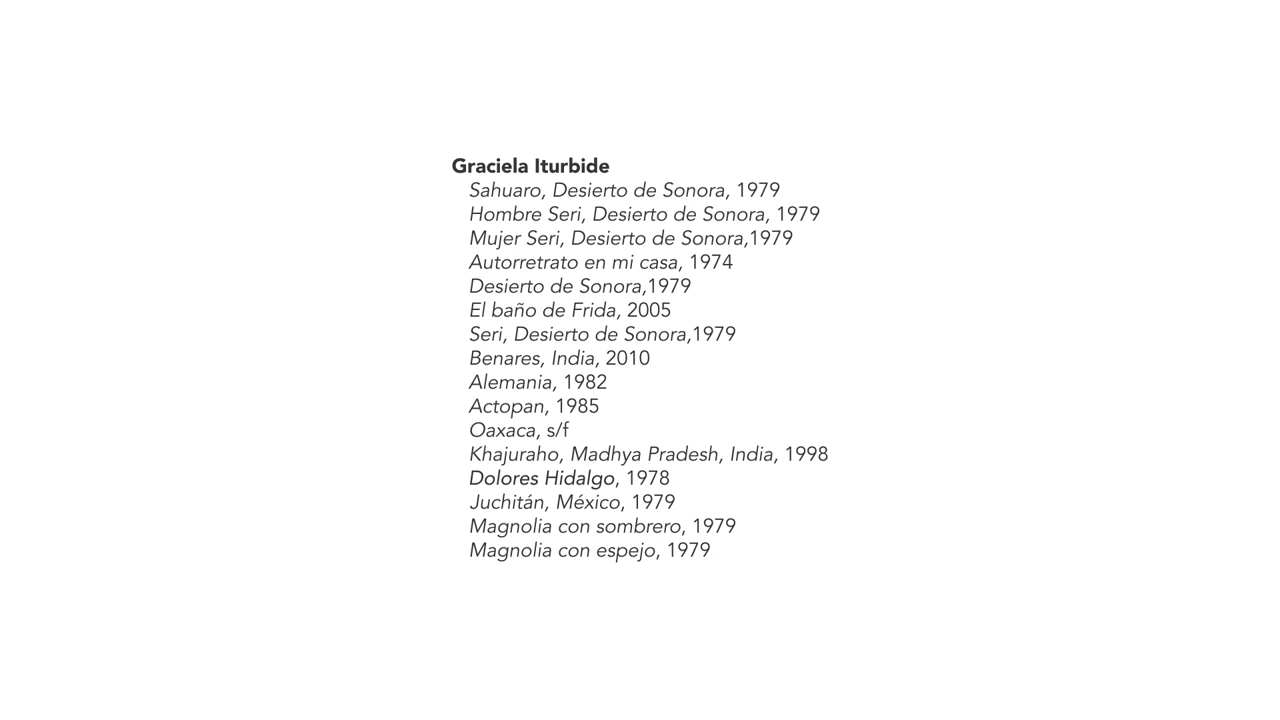 Graciela Iturbide
Sahuaro, Desierto de Sonora, 1979
Hombre Seri, Desierto de Sonora, 1979
Mujer Seri, Desierto de Sonora,1979
Autorretrato en mi casa, 1974
Desierto de Sonora,1979
El baño de Frida, 2005
Seri, Desierto de Sonora,1979
Benares, India, 2010
Alemania, 1982
Actopan, 1985
Oaxaca, s/f
Khajuraho, Madhya Pradesh, India, 1998
Dolores Hidalgo, 1978
Juchitán, México, 1979
Magnolia con sombrero, 1979
Magnolia con espejo, 1979